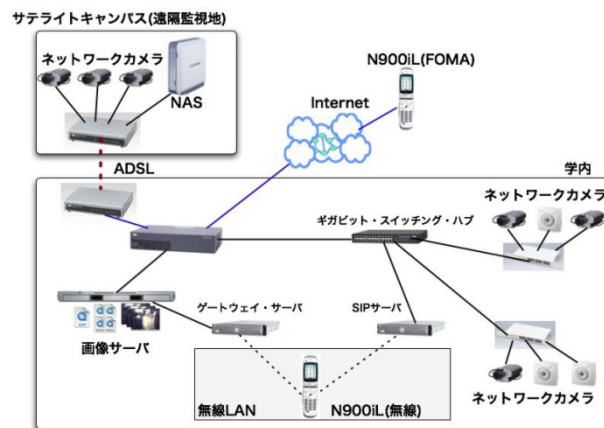 サテライトキャンパス(遠隔監視地)
ネットワークカメラ
NAS
N900iL(FOMA)
Internet
ADSL
学内
ネットワークカメラ
ギガビット・スイッチング・ハブ
ゲートウェイ・サーバ
SIPサーバ
画像サーバ
ネットワークカメラ
無線LAN
N900iL(無線)